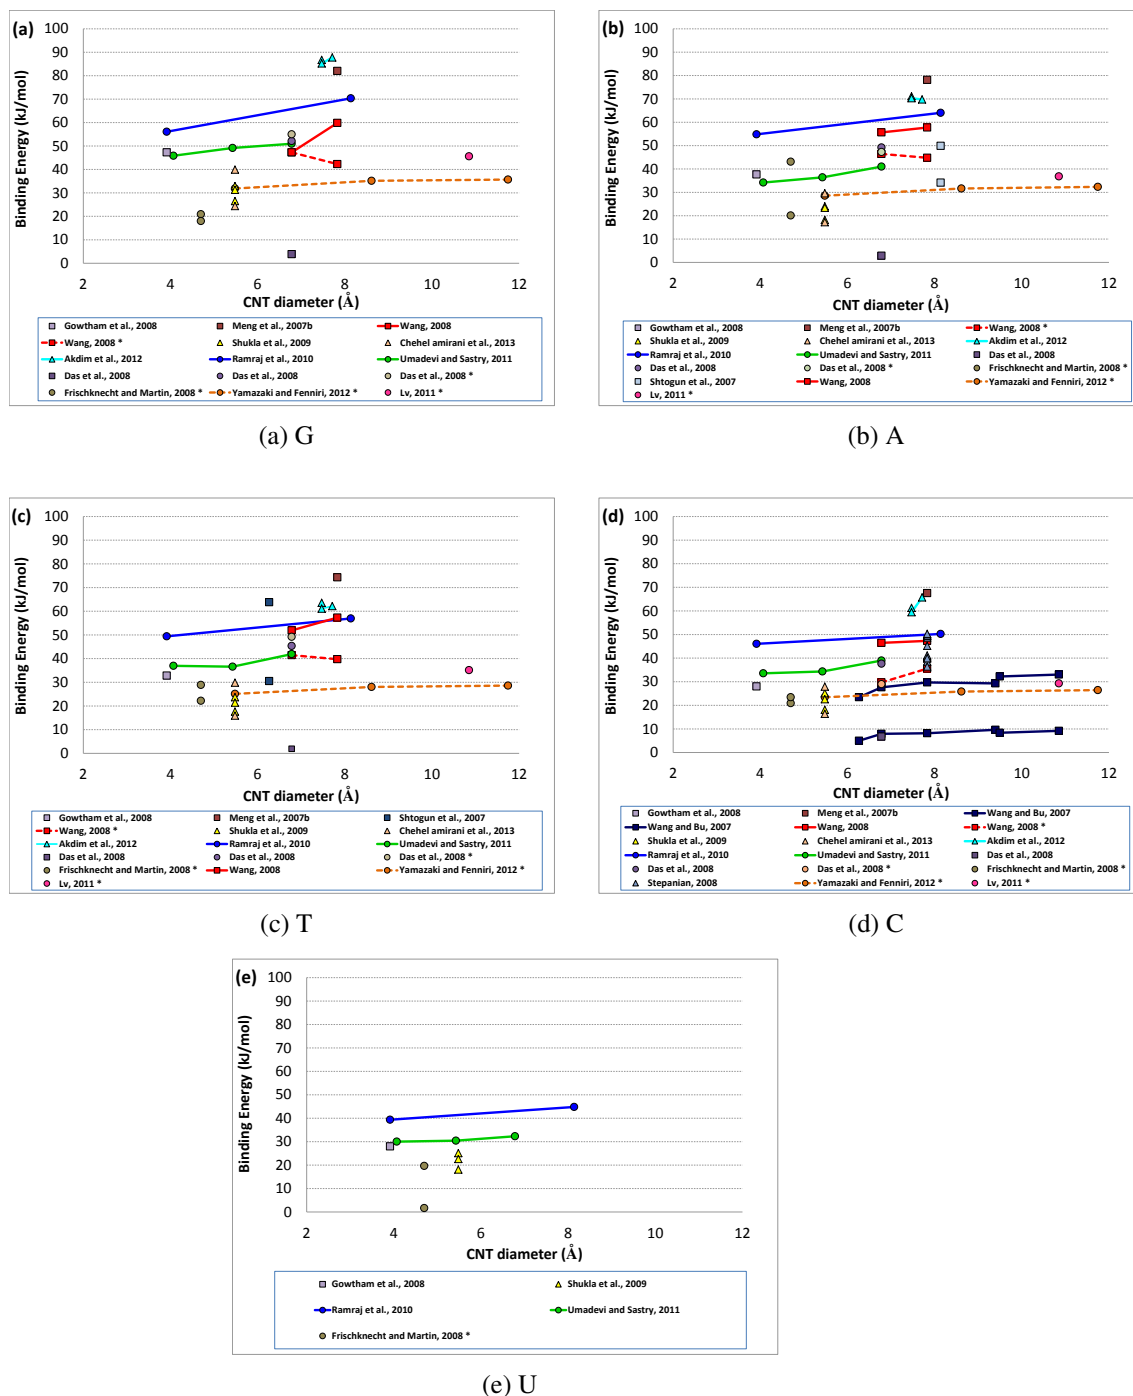 (a)
Binding Energy (kJ/mol)
100
90
80
70
60
50
40
30
20
10
0
2 4 6 8 10 12
CNT diameter (Å)
Gowtham et al., 2008 Meng et al., 2007b Wang, 2008
Wang, 2008 * Shukla et al., 2009 Chehel amirani et al., 2013
Akdim et al., 2012 Ramraj et al., 2010 Umadevi and Sastry, 2011
Das et al., 2008 Das et al., 2008 Das et al., 2008 *
Frischknecht and Martin, 2008 * Yamazaki and Fenniri, 2012 * Lv, 2011 *
(a) G
(b)
Binding Energy (kJ/mol)
100
90
80
70
60
50
40
30
20
10
0
2 4 6 8 10 12
CNT diameter (Å)
Gowtham et al., 2008 Meng et al., 2007b Wang, 2008 *
Shukla et al., 2009 Chehel amirani et al., 2013 Akdim et al., 2012
Ramraj et al., 2010 Umadevi and Sastry, 2011 Das et al., 2008
Das et al., 2008 Das et al., 2008 * Frischknecht and Martin, 2008 *
Shtogun et al., 2007 Wang, 2008 Yamazaki and Fenniri, 2012 *
Lv, 2011 *
(b) A
(c)
Binding Energy (kJ/mol)
100
90
80
70
60
50
40
30
20
10
0
2 4 6 8 10 12
CNT diameter (Å)
Gowtham et al., 2008 Meng et al., 2007b Shtogun et al., 2007
Wang, 2008 * Shukla et al., 2009 Chehel amirani et al., 2013
Akdim et al., 2012 Ramraj et al., 2010 Umadevi and Sastry, 2011
Das et al., 2008 Das et al., 2008 Das et al., 2008 *
Frischknecht and Martin, 2008 * Wang, 2008 Yamazaki and Fenniri, 2012 *
Lv, 2011 *
(c) T
(d)
Binding Energy (kJ/mol)
100
90
80
70
60
50
40
30
20
10
0
2 4 6 8 10 12
CNT diameter (Å)
Gowtham et al., 2008 Meng et al., 2007b Wang and Bu, 2007
Wang and Bu, 2007 Wang, 2008 Wang, 2008 *
Shukla et al., 2009 Chehel amirani et al., 2013 Akdim et al., 2012
Ramraj et al., 2010 Umadevi and Sastry, 2011 Das et al., 2008
Das et al., 2008 Das et al., 2008 * Frischknecht and Martin, 2008 *
Stepanian, 2008 Yamazaki and Fenniri, 2012 * Lv, 2011 *
(d) C
(e)
Binding Energy (kJ/mol)
100
90
80
70
60
50
40
30
20
10
0
2 4 6 8 10 12
CNT diameter (Å)
Gowtham et al., 2008 Shukla et al., 2009
Ramraj et al., 2010 Umadevi and Sastry, 2011
Frischknecht and Martin, 2008 *
(e) U